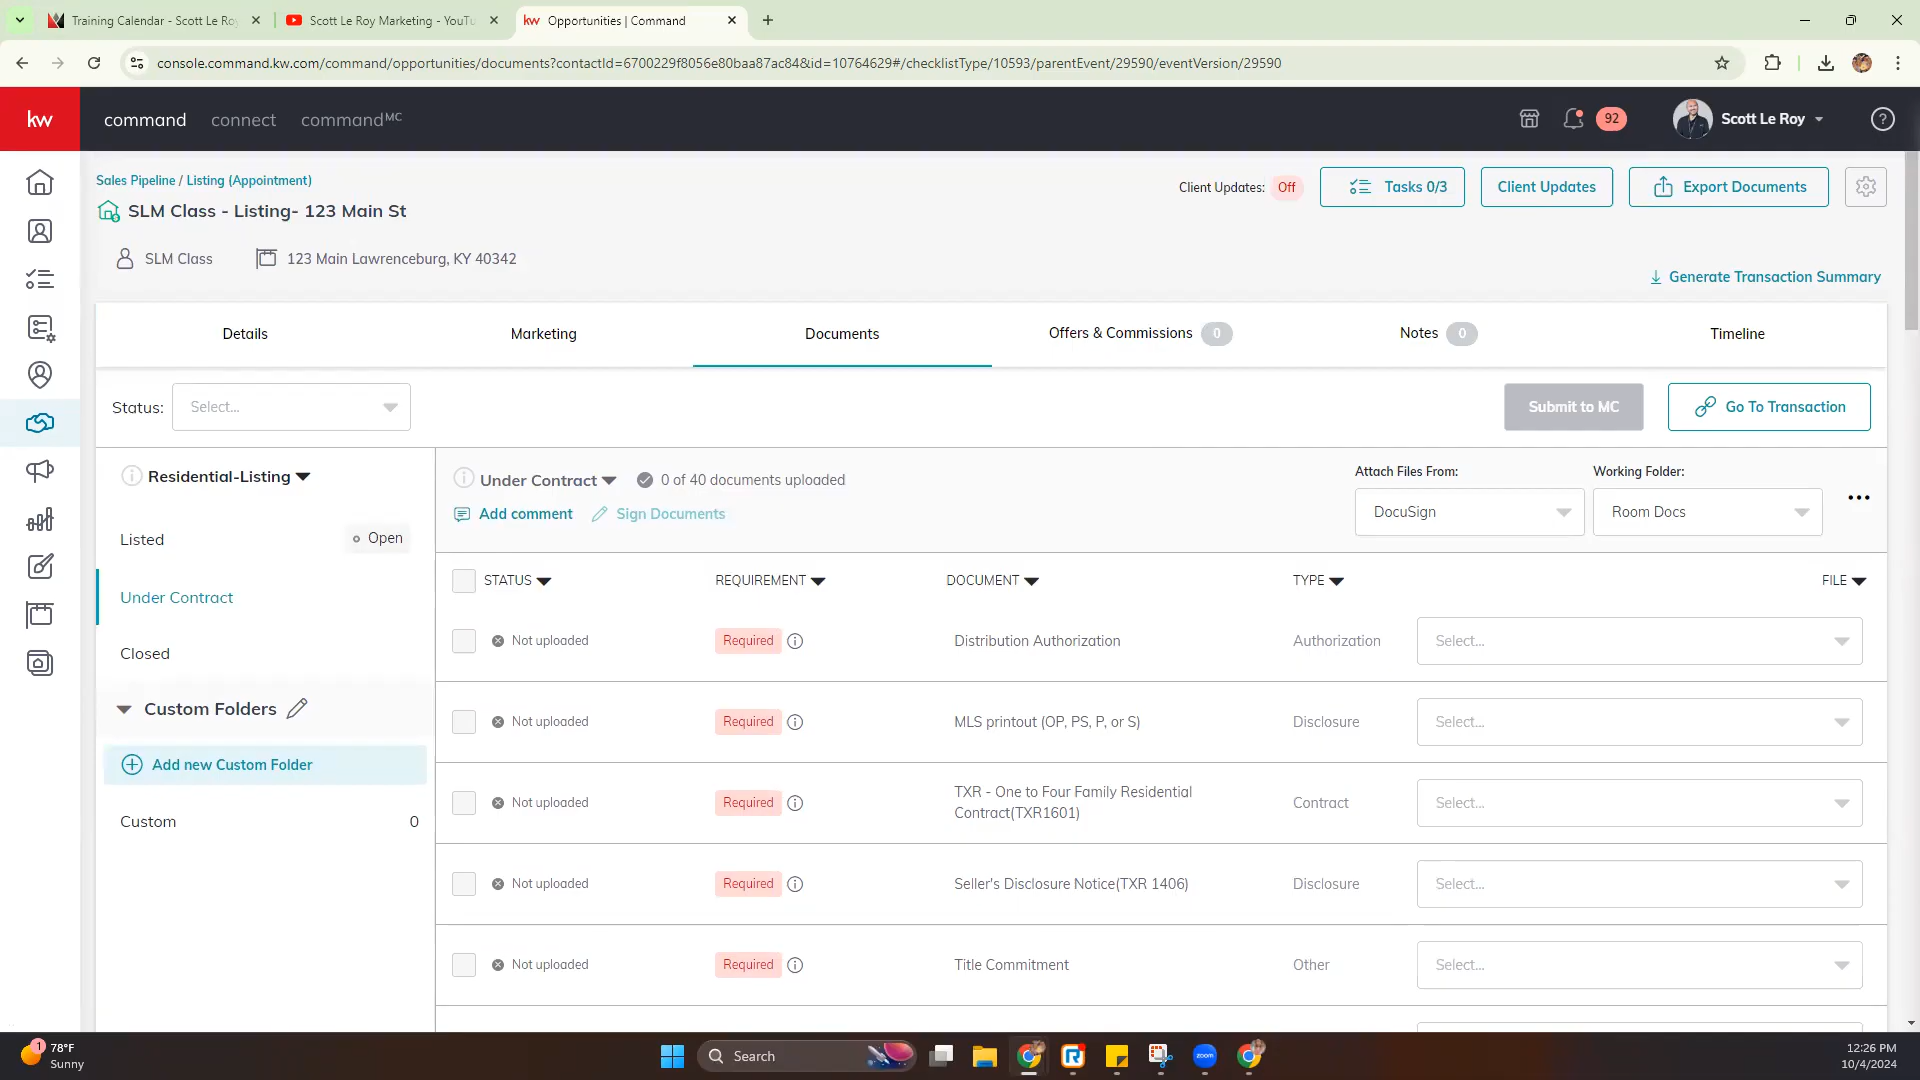 Training Calendar - Scott Le Ro
Scott Le Roy Marketing - YouTu
kw Opportunities | Command
console.command.kw.com/command/opportunities/documents?contactId=6700229f8056e80baa87ac84&id=10764629#/checklistType/10593/parentEvent/29590/eventVersion/29590
kw command connect commandMC
92 Scott Le Roy
Sales Pipeline / Listing (Appointment)
SLM Class - Listing- 123 Main St
Client Updates: Off Tasks 0/3 Client Updates Export Documents
SLM Class 123 Main Lawrenceburg, KY 40342
Generate Transaction Summary
Details Marketing Documents Offers & Commissions 0 Notes 0 Timeline
Status: Select... Submit to MC Go To Transaction
Residential-Listing
Listed Open
Under Contract
Closed
Custom Folders
Add new Custom Folder
Custom 0
Under Contract 0 of 40 documents uploaded
Add comment Sign Documents
Attach Files From: Working Folder:
DocuSign Room Docs
STATUS REQUIREMENT DOCUMENT TYPE FILE
Not uploaded Required Distribution Authorization Authorization Select...
Not uploaded Required MLS printout (OP, PS, P, or S) Disclosure Select...
Not uploaded Required TXR - One to Four Family Residential
Contract(TXR1601) Contract Select...
Not uploaded Required Seller's Disclosure Notice(TXR 1406) Disclosure Select...
Not uploaded Required Title Commitment Other Select...
1 78°F
Sunny
Search
zoom
12:26 PM
10/4/2024